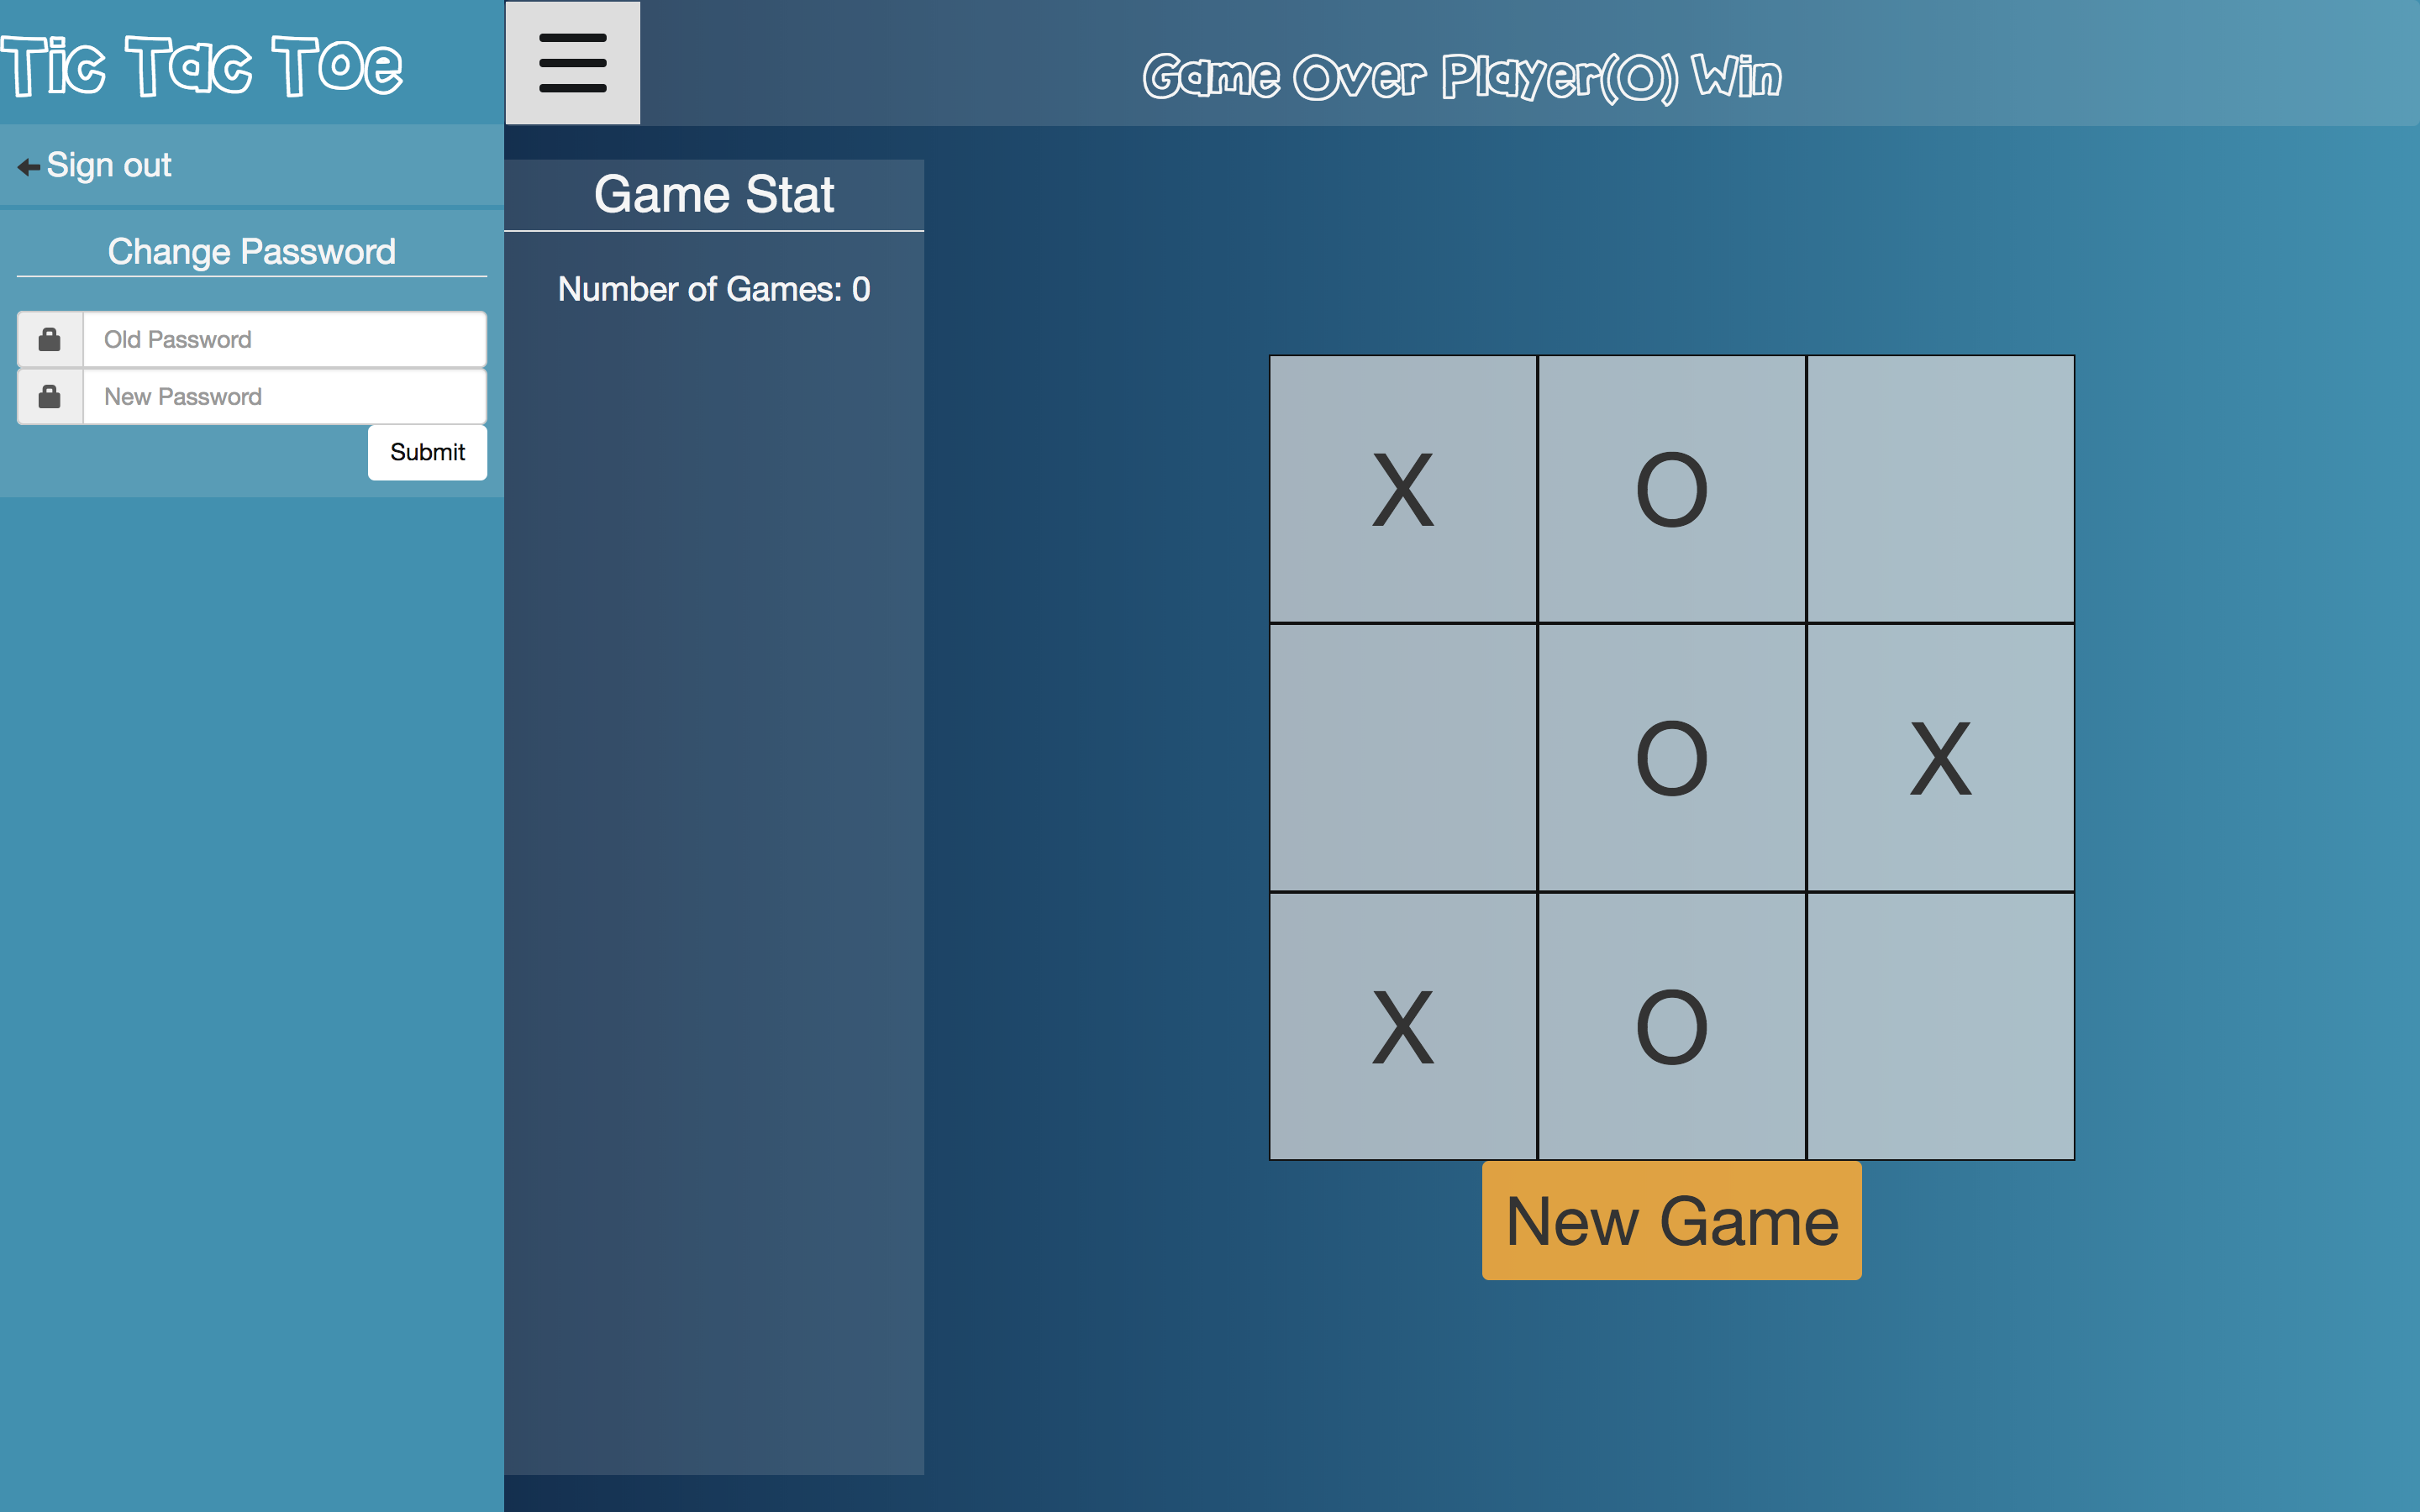 Tic Tac TOe
Sign out
Change Password
Old Password
New Password
Submit
Game Over Player(O) Win
Game Stat
Number of Games: 0
X O
O X
X O
New Game